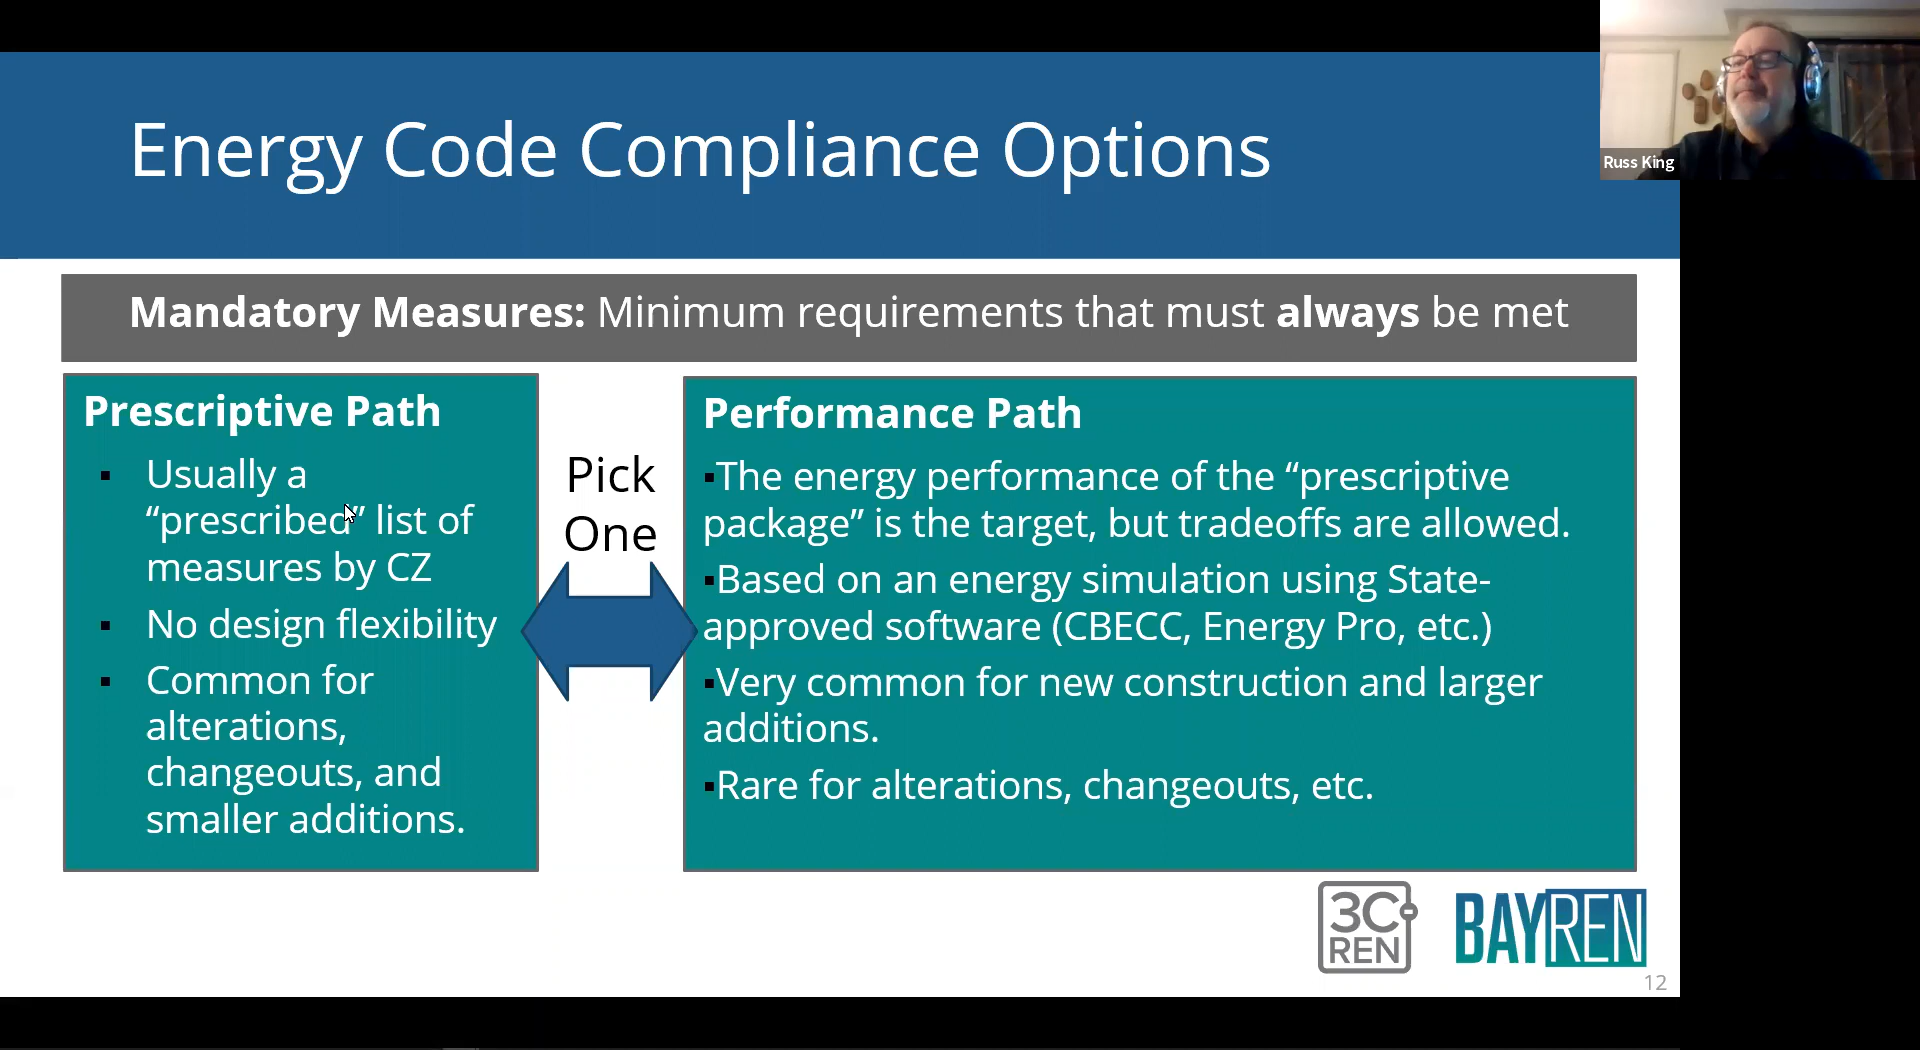 Energy Code Compliance Options
Russ King
Mandatory Measures: Minimum requirements that must always be met
Prescriptive Path
▪ Usually a
“prescribed” list of
measures by CZ
▪ No design flexibility
▪ Common for
alterations,
changeouts, and
smaller additions.
Pick
One
Performance Path
▪The energy performance of the “prescriptive
package” is the target, but tradeoffs are allowed.
▪Based on an energy simulation using State-
approved software (CBECC, Energy Pro, etc.)
▪Very common for new construction and larger
additions.
▪Rare for alterations, changeouts, etc.
3C
REN
BAYREN
12